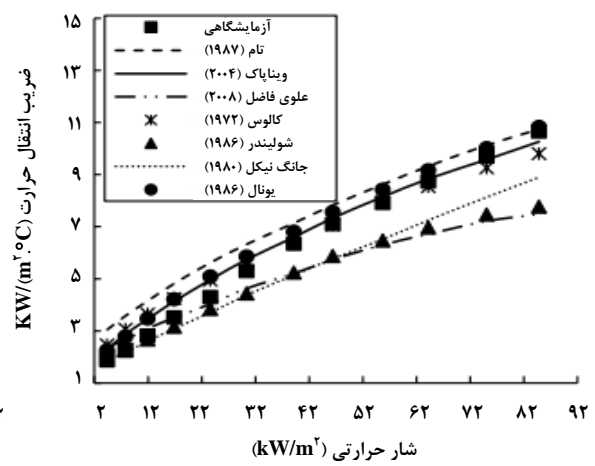 ضریب انتقال حرارت KW/(m².°C)
۱۵
۱۳
۱۱
۹
۷
۵
۳
۱
آزمایشگاهی
تام (۱۹۸۷)
ویناپاک (۲۰۰۴)
علوی فاضل (۲۰۰۸)
کالوس (۱۹۷۲)
شولیندر (۱۹۸۶)
جانگ نیکل (۱۹۸۰)
یونال (۱۹۸۶)
۲ ۱۲ ۲۲ ۳۲ ۴۲ ۵۲ ۶۲ ۷۲ ۸۲ ۹۲
شار حرارتی (kW/m²)